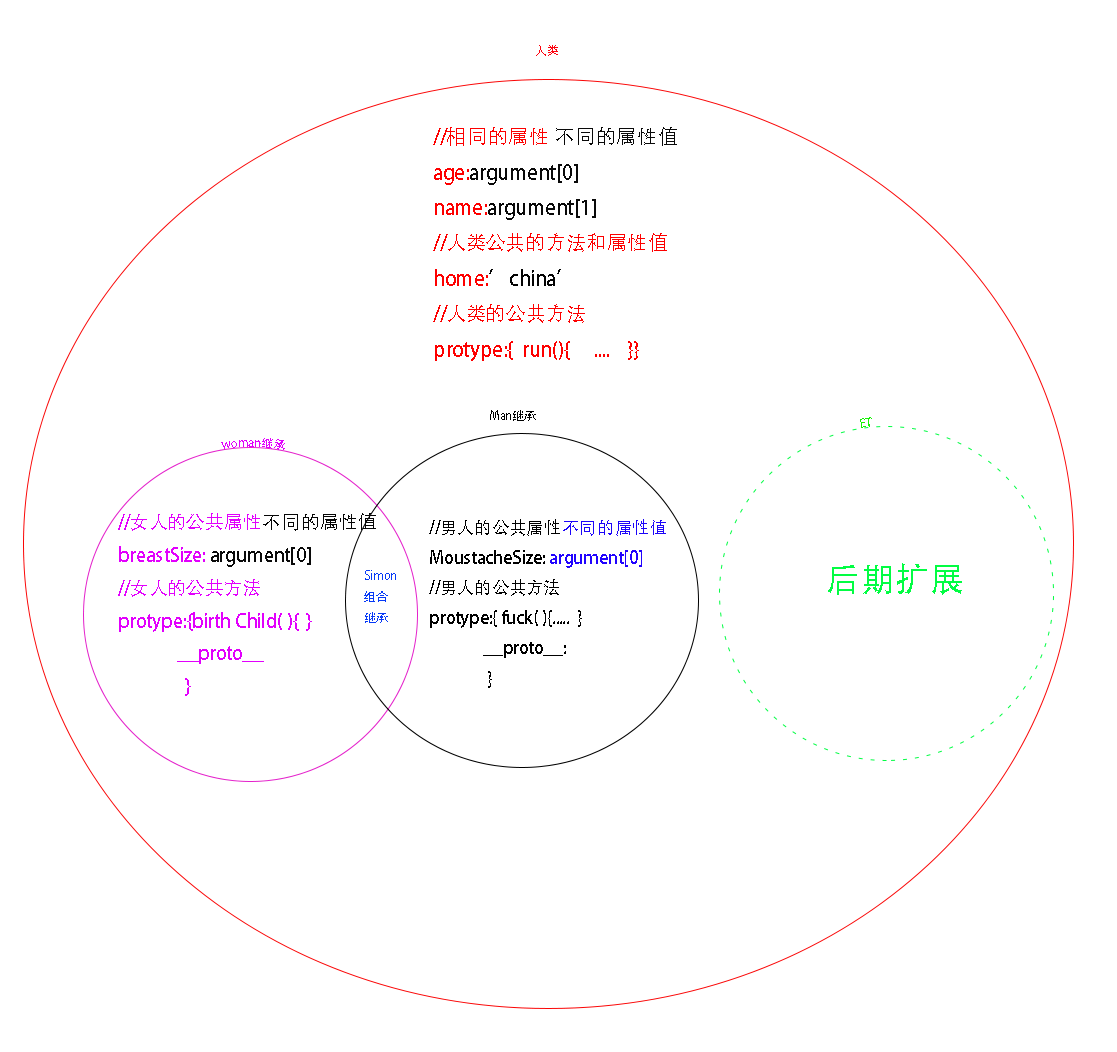 人类
//相同的属性 不同的属性值
age:argument[0]
name:argument[1]
//人类公共的方法和属性值
home:’ china’
//人类的公共方法
protype:{ run(){ .... }}
woman继承
//女人的公共属性不同的属性值
breastSize: argument[0]
//女人的公共方法
protype:{birth Child( ){ }
__proto__
}
Simon
组合
继承
Man继承
//男人的公共属性不同的属性值
MoustacheSize: argument[0]
//男人的公共方法
protype:{ fuck( ){..... }
__proto__:
}
ET
后期扩展